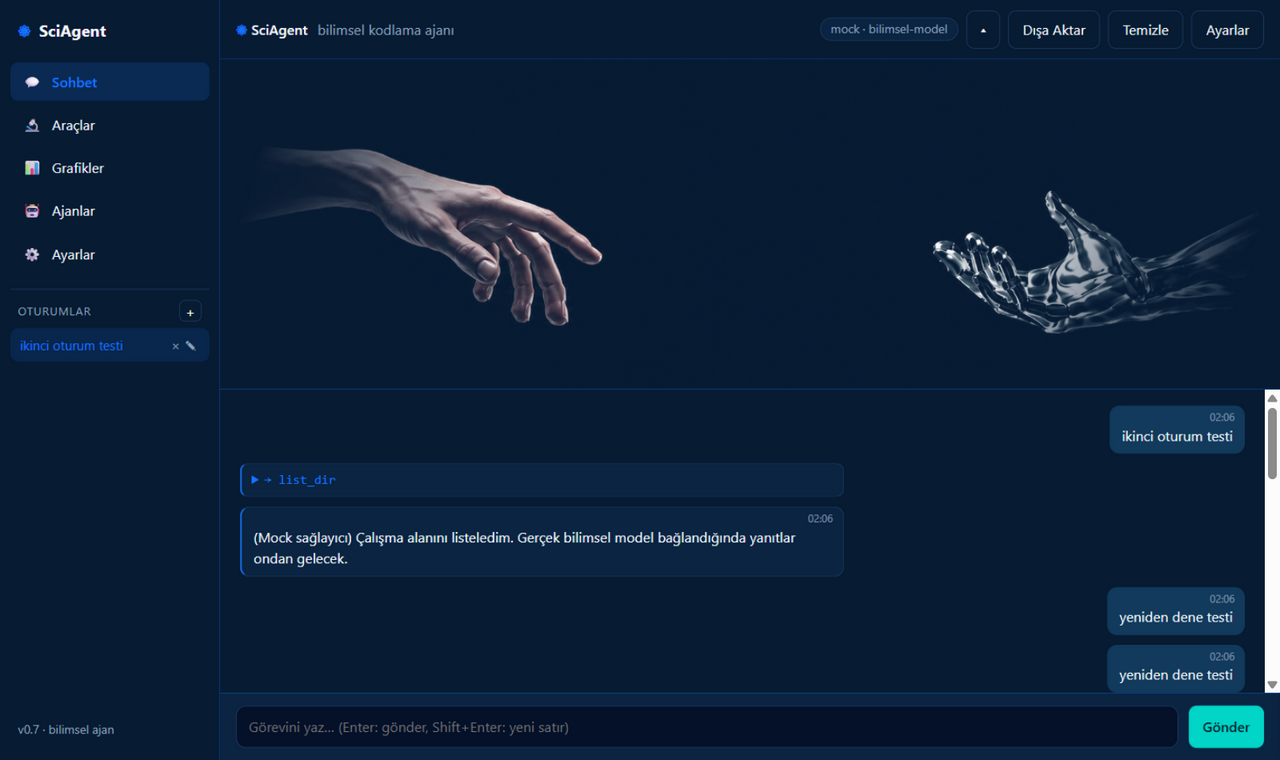 SciAgent
Sohbet
Araçlar
Grafikler
Ajanlar
Ayarlar
OTURUMLAR +
ikinci oturum testi ×
v0.7 · bilimsel ajan
SciAgent bilimsel kodlama ajanı
mock · bilimsel-model
Dışa Aktar
Temizle
Ayarlar
02:06
ikinci oturum testi
→ list_dir
02:06
(Mock sağlayıcı) Çalışma alanını listeledim. Gerçek bilimsel model bağlandığında yanıtlar
ondan gelecek.
02:06
yeniden dene testi
02:06
yeniden dene testi
Görevini yaz... (Enter: gönder, Shift+Enter: yeni satır)
Gönder